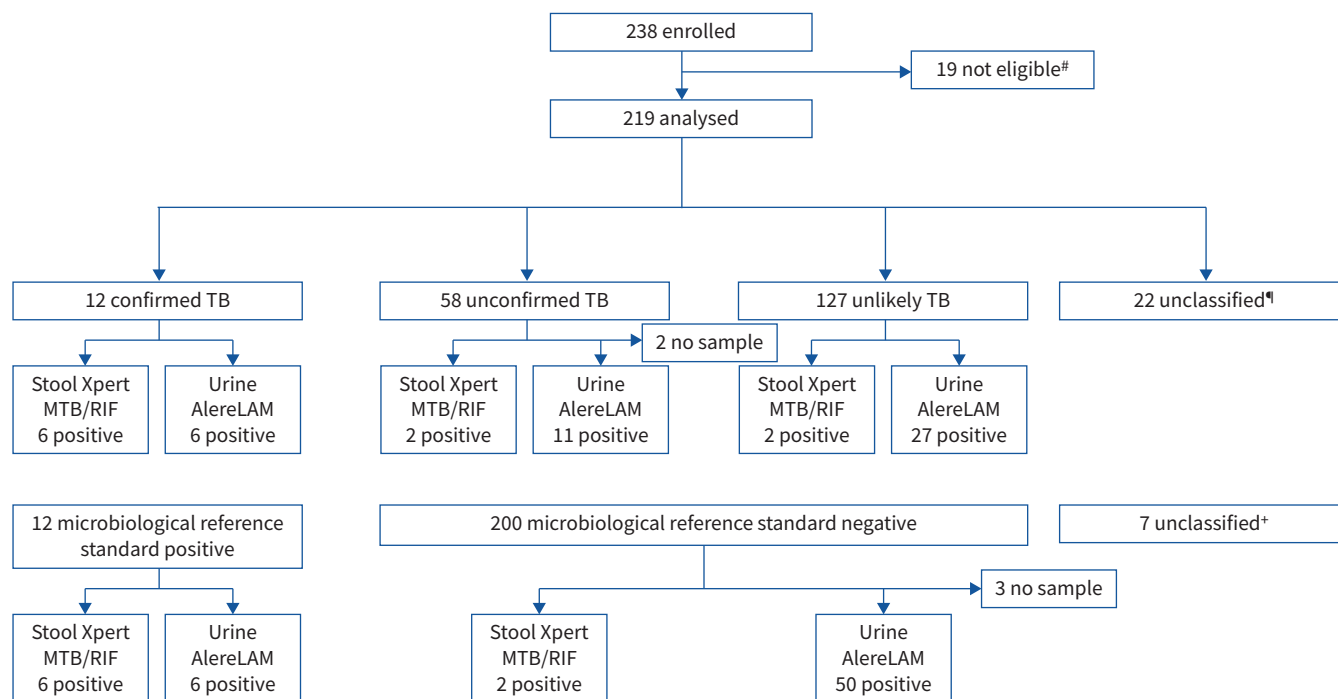 238 enrolled
19 not eligible#
219 analysed
12 confirmed TB
58 unconfirmed TB
127 unlikely TB
22 unclassified¶
2 no sample
Stool Xpert
MTB/RIF
6 positive
Urine
AlereLAM
6 positive
Stool Xpert
MTB/RIF
2 positive
Urine
AlereLAM
11 positive
Stool Xpert
MTB/RIF
2 positive
Urine
AlereLAM
27 positive
12 microbiological reference
standard positive
200 microbiological reference standard negative
7 unclassified+
3 no sample
Stool Xpert
MTB/RIF
6 positive
Urine
AlereLAM
6 positive
Stool Xpert
MTB/RIF
2 positive
Urine
AlereLAM
50 positive